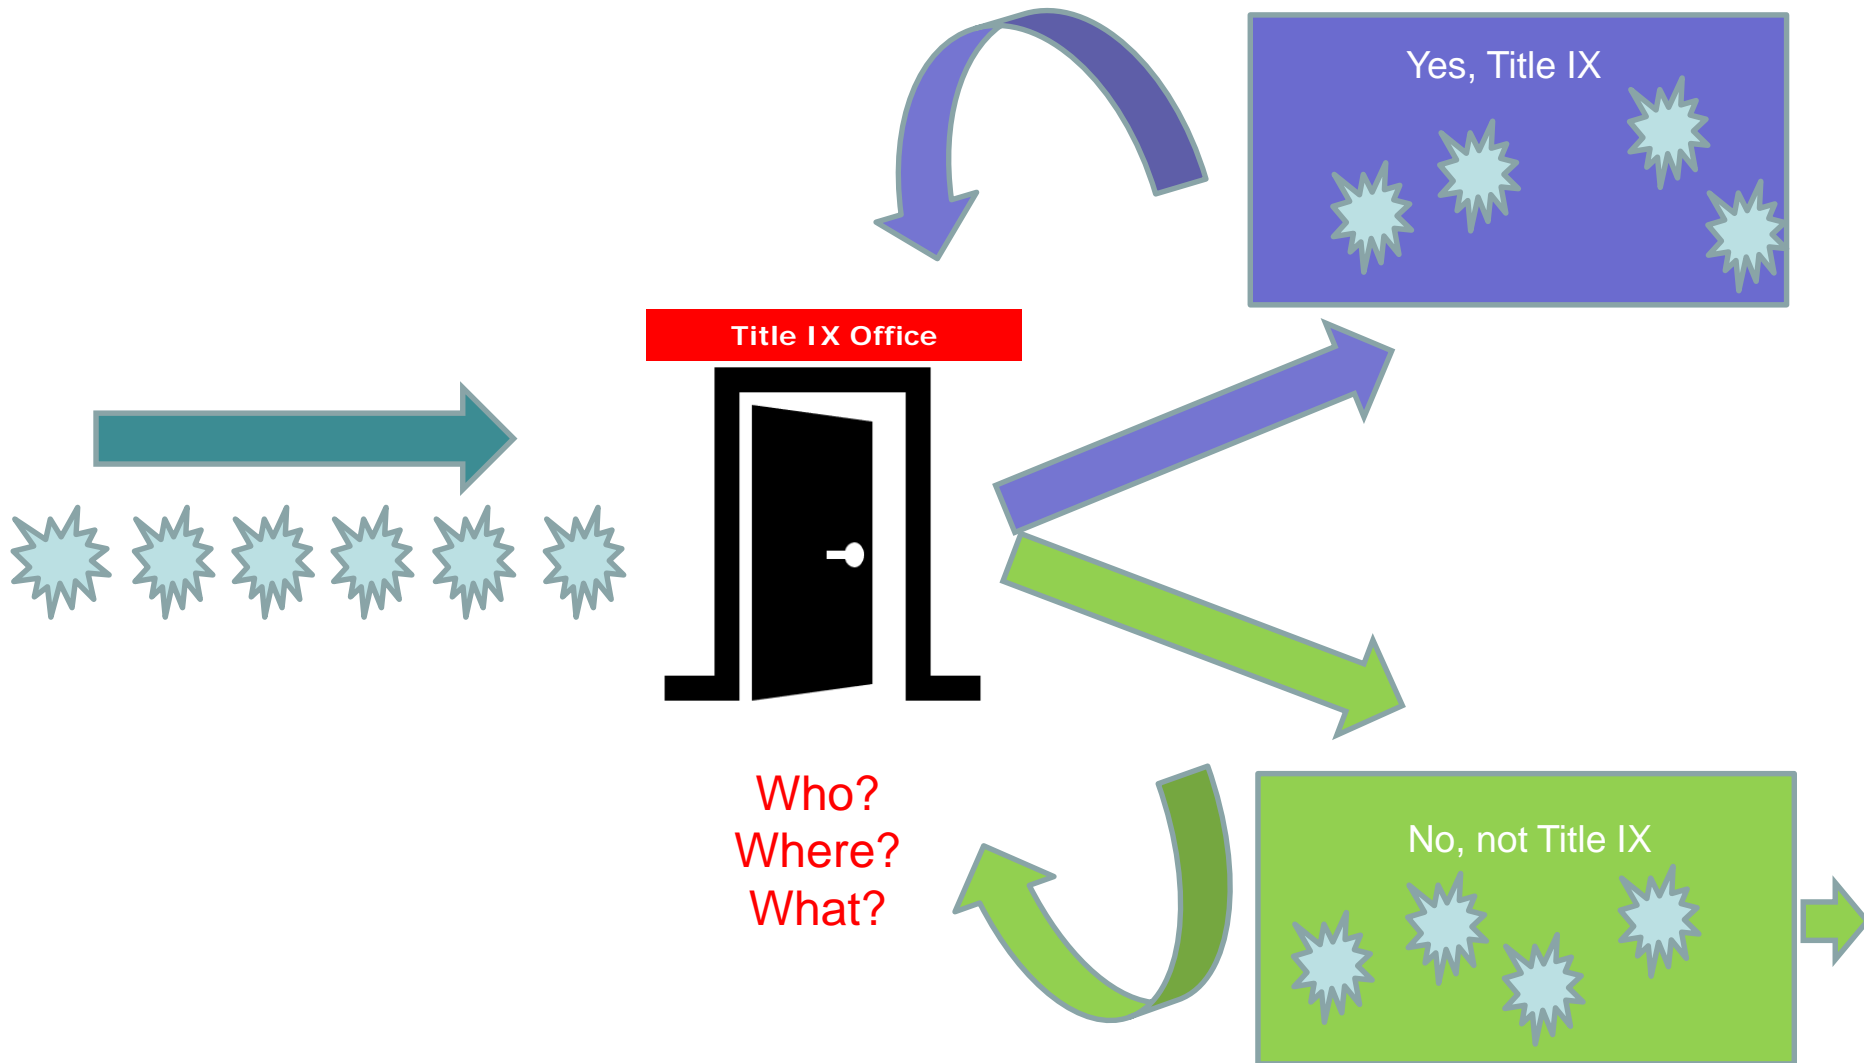 Yes, Title IX
Title IX Office
Who?
Where?
What?
No, not Title IX